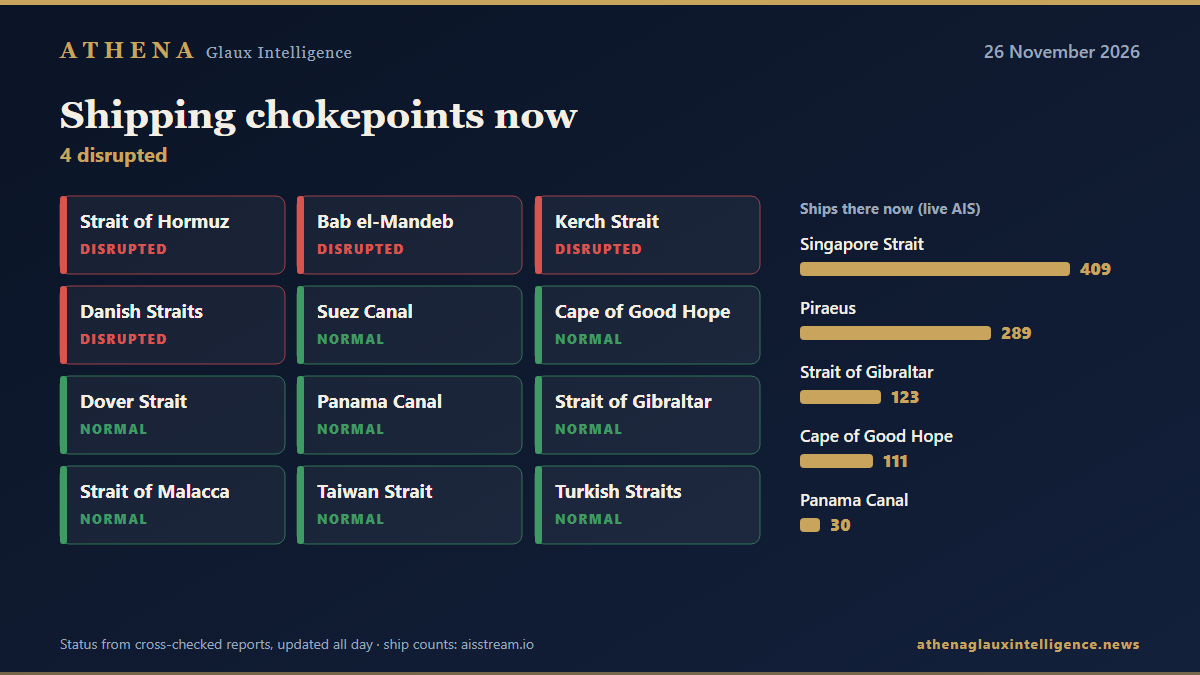 ATHENA Glaux Intelligence
26 November 2026
Shipping chokepoints now
4 disrupted
Strait of Hormuz
DISRUPTED
Bab el-Mandeb
DISRUPTED
Kerch Strait
DISRUPTED
Danish Straits
DISRUPTED
Suez Canal
NORMAL
Cape of Good Hope
NORMAL
Dover Strait
NORMAL
Panama Canal
NORMAL
Strait of Gibraltar
NORMAL
Strait of Malacca
NORMAL
Taiwan Strait
NORMAL
Turkish Straits
NORMAL
Ships there now (live AIS)
Singapore Strait
409
Piraeus
289
Strait of Gibraltar
123
Cape of Good Hope
111
Panama Canal
30
Status from cross-checked reports, updated all day · ship counts: aisstream.io
athenaglauxintelligence.news